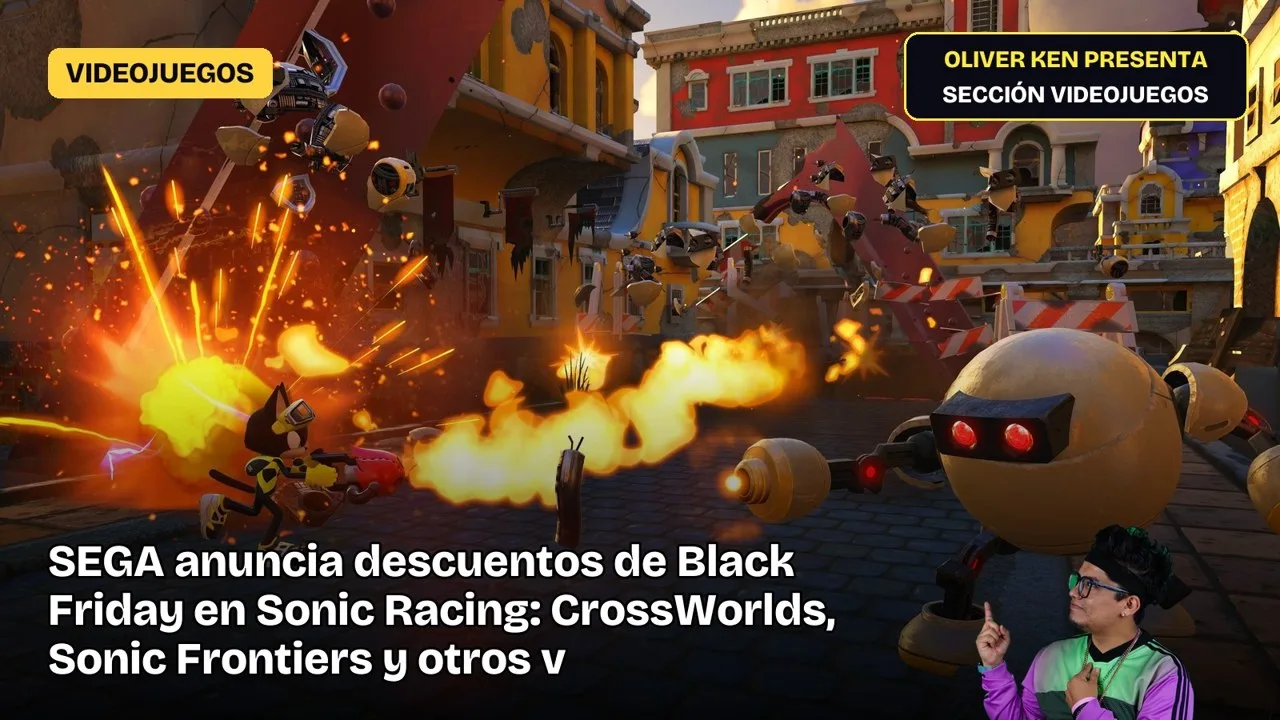 VIDEOJUEGOS
OLIVER KEN PRESENTA
SECCIÓN VIDEOJUEGOS
SEGA anuncia descuentos de Black
Friday en Sonic Racing: CrossWorlds,
Sonic Frontiers y otros v